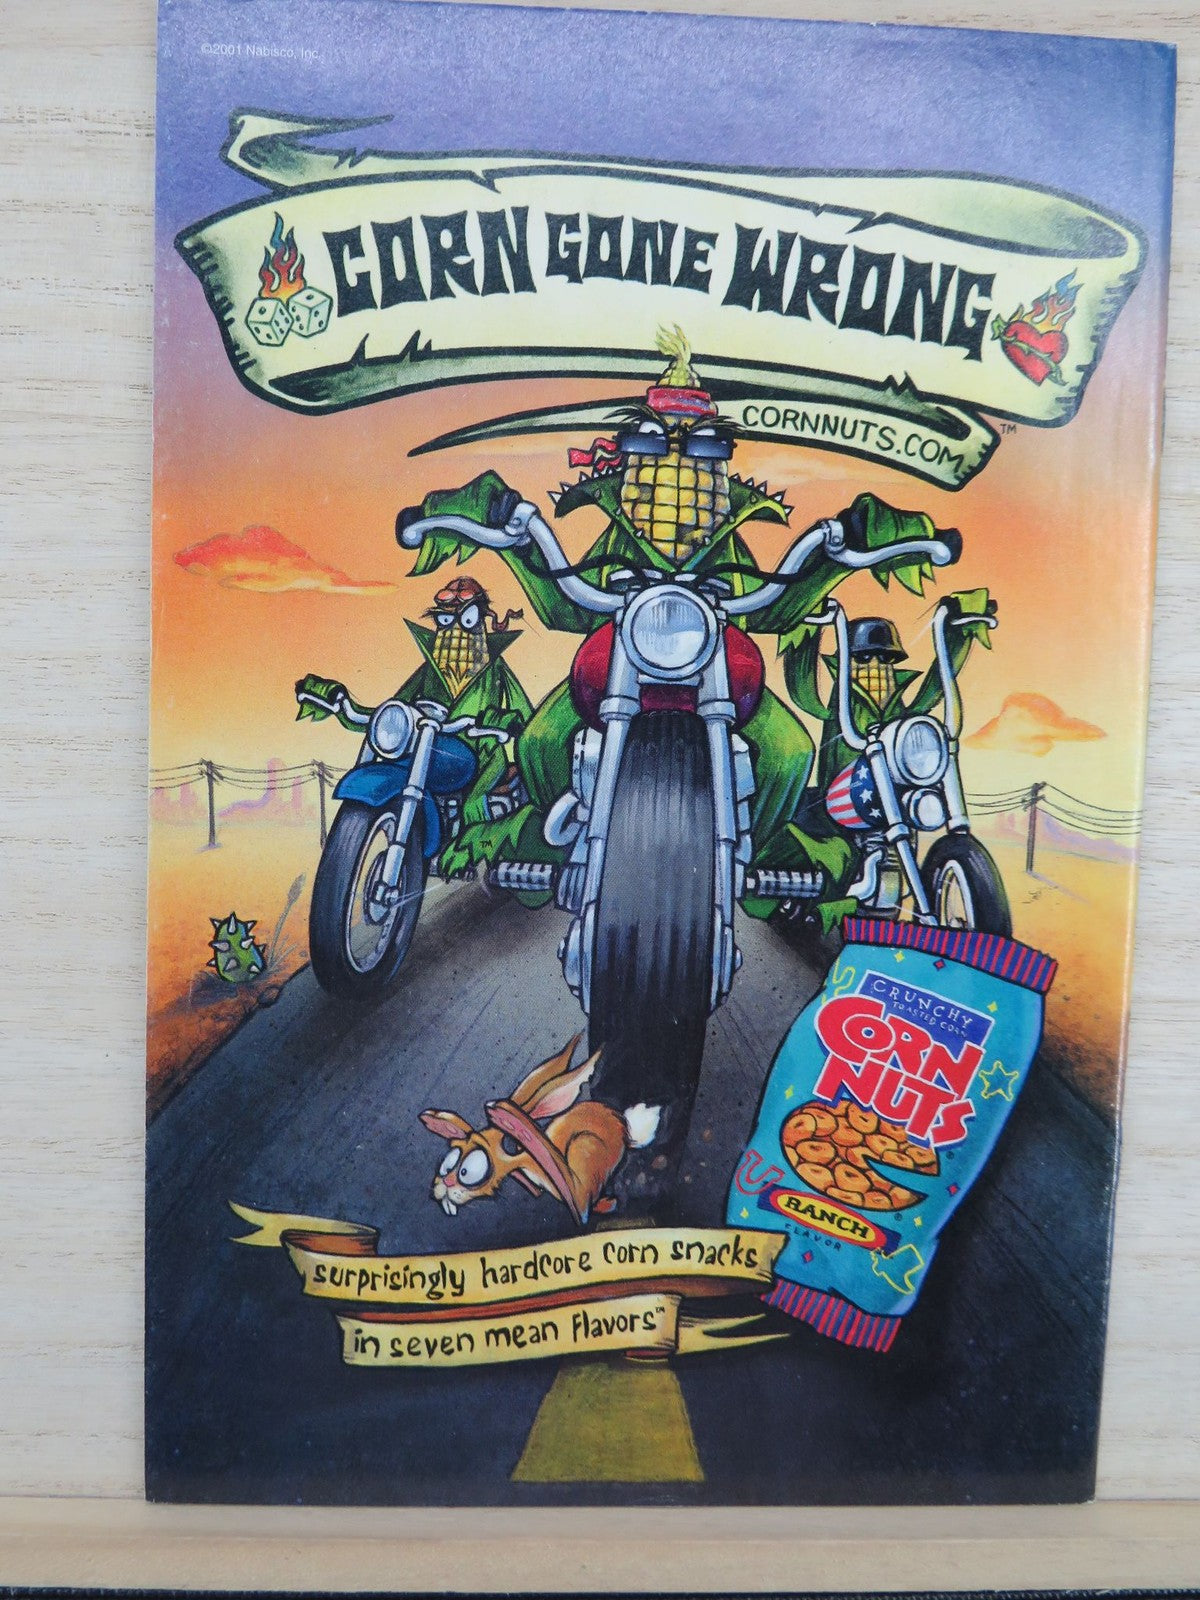 ©2001 Nabisco, Inc.
CORN GONE WRONG
CORNNUTS.COM
TM
TM
CRUNCHY
TOASTED CORN
CORN
NUTS
®
RANCH
®
FLAVOR
surprisingly hardcore corn snacks
in seven mean flavors™